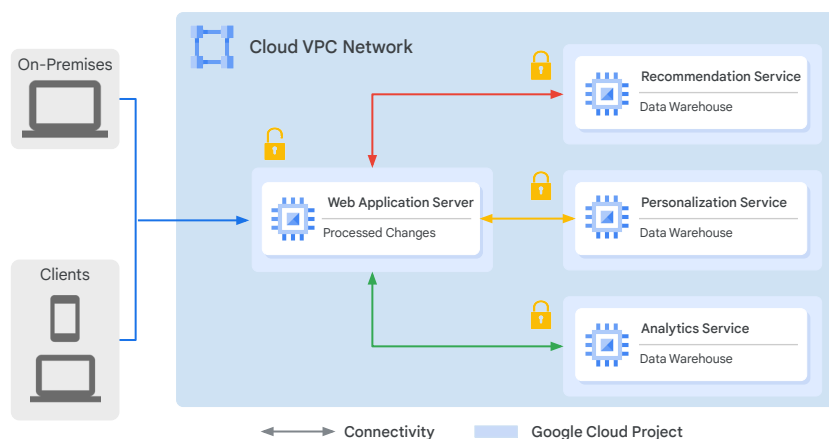 Cloud VPC Network
On-Premises
Clients
Web Application Server
Processed Changes
Recommendation Service
Data Warehouse
Personalization Service
Data Warehouse
Analytics Service
Data Warehouse
Connectivity
Google Cloud Project